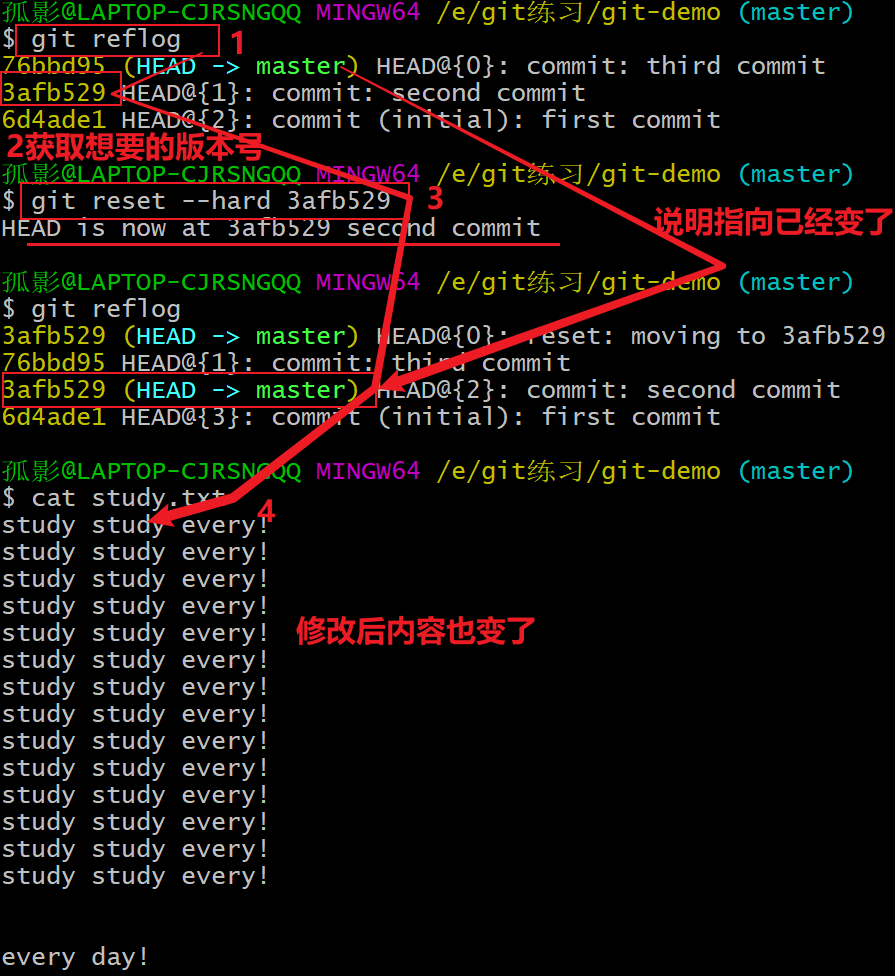 孤影@LAPTOP-CJRSNGQQ MINGW64 /e/git练习/git-demo (master)
$ git reflog 1
76bbd95 (HEAD -> master) HEAD@{0}: commit: third commit
3afb529 HEAD@{1}: commit: second commit
6d4ade1 HEAD@{2}: commit (initial): first commit
2获取想要的版本号
孤影@LAPTOP-CJRSNGQQ MINGW64 /e/git练习/git-demo (master)
$ git reset --hard 3afb529 3
HEAD is now at 3afb529 second commit
说明指向已经变了
孤影@LAPTOP-CJRSNGQQ MINGW64 /e/git练习/git-demo (master)
$ git reflog
3afb529 (HEAD -> master) HEAD@{0}: reset: moving to 3afb529
76bbd95 HEAD@{1}: commit: third commit
3afb529 (HEAD -> master) HEAD@{2}: commit: second commit
6d4ade1 HEAD@{3}: commit (initial): first commit
孤影@LAPTOP-CJRSNGQQ MINGW64 /e/git练习/git-demo (master)
$ cat study.txt
4
study study every!
study study every!
study study every!
study study every!
study study every!
修改后内容也变了
study study every!
study study every!
study study every!
study study every!
study study every!
study study every!
study study every!
study study every!
study study every!
every day!